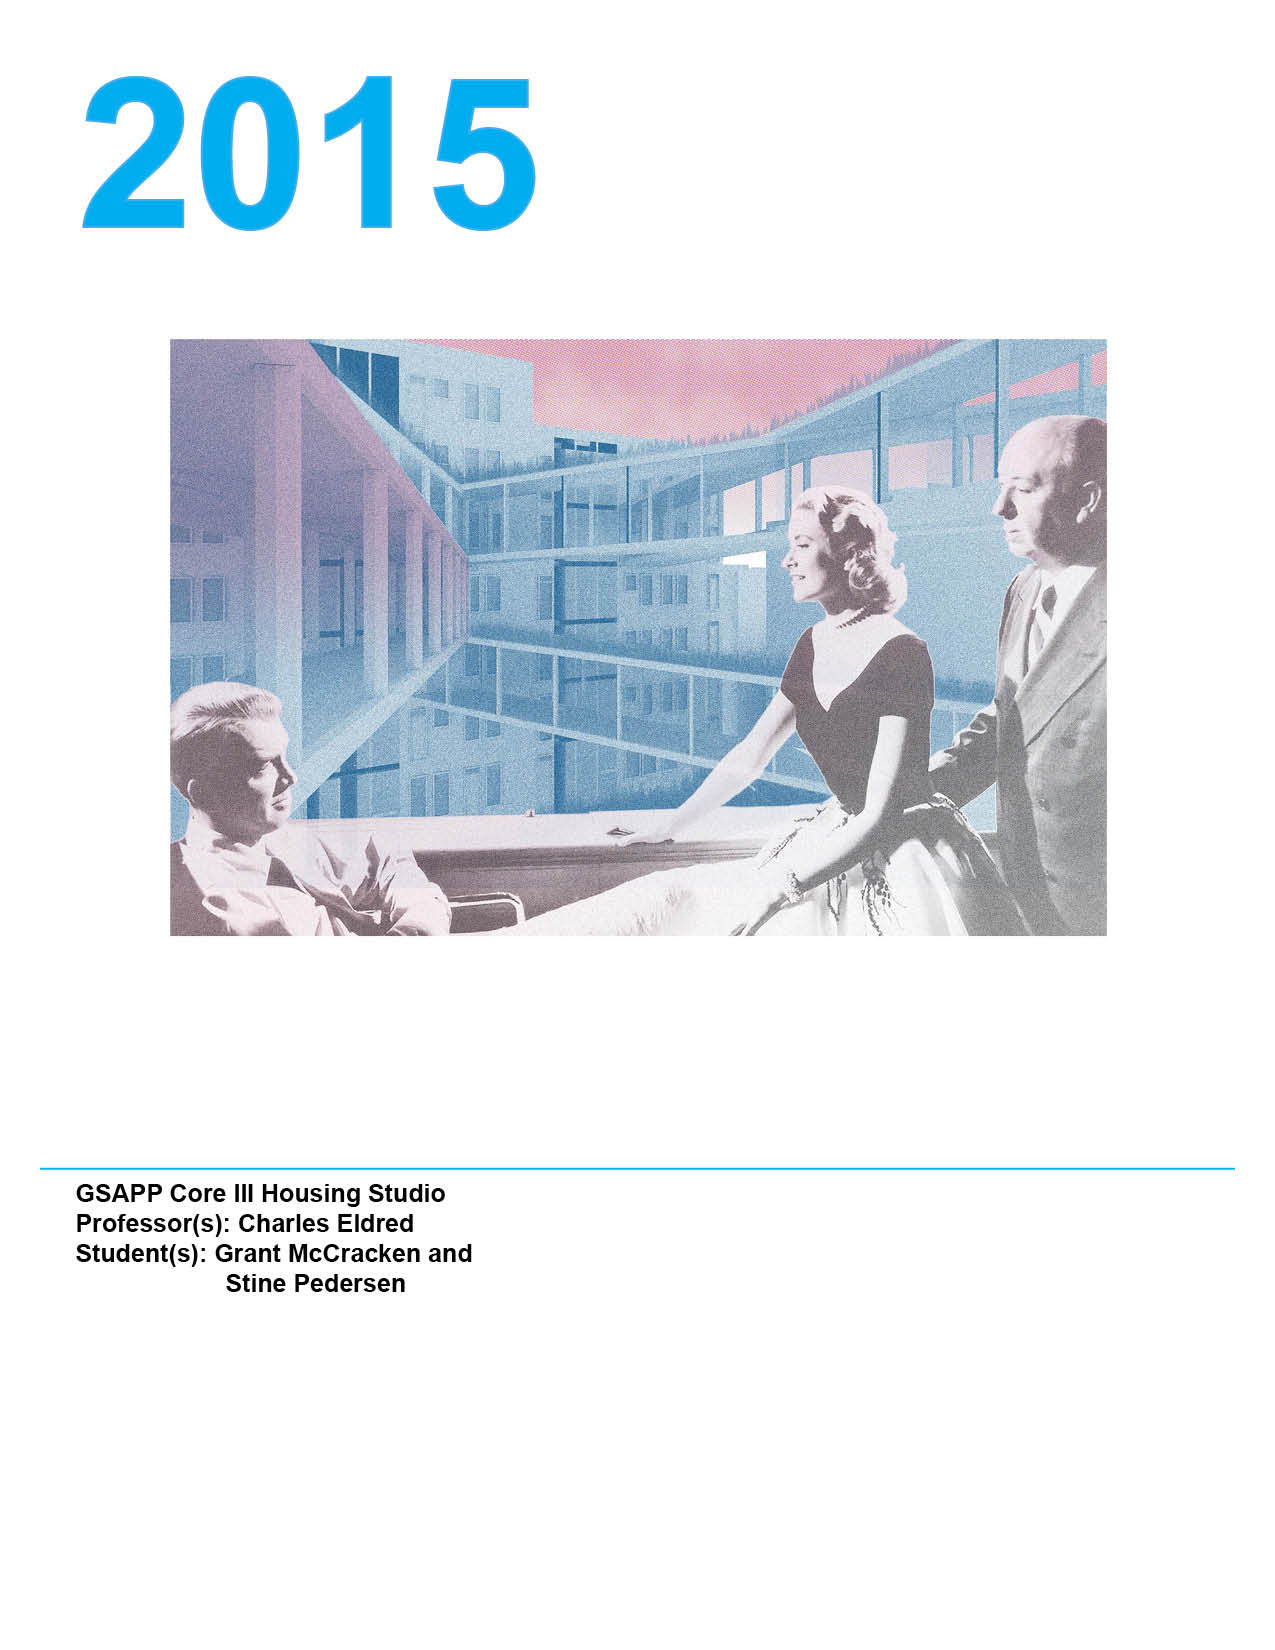 2015
GSAPP Core III Housing Studio
Professor(s): Charles Eldred
Student(s): Grant McCracken and
Stine Pedersen